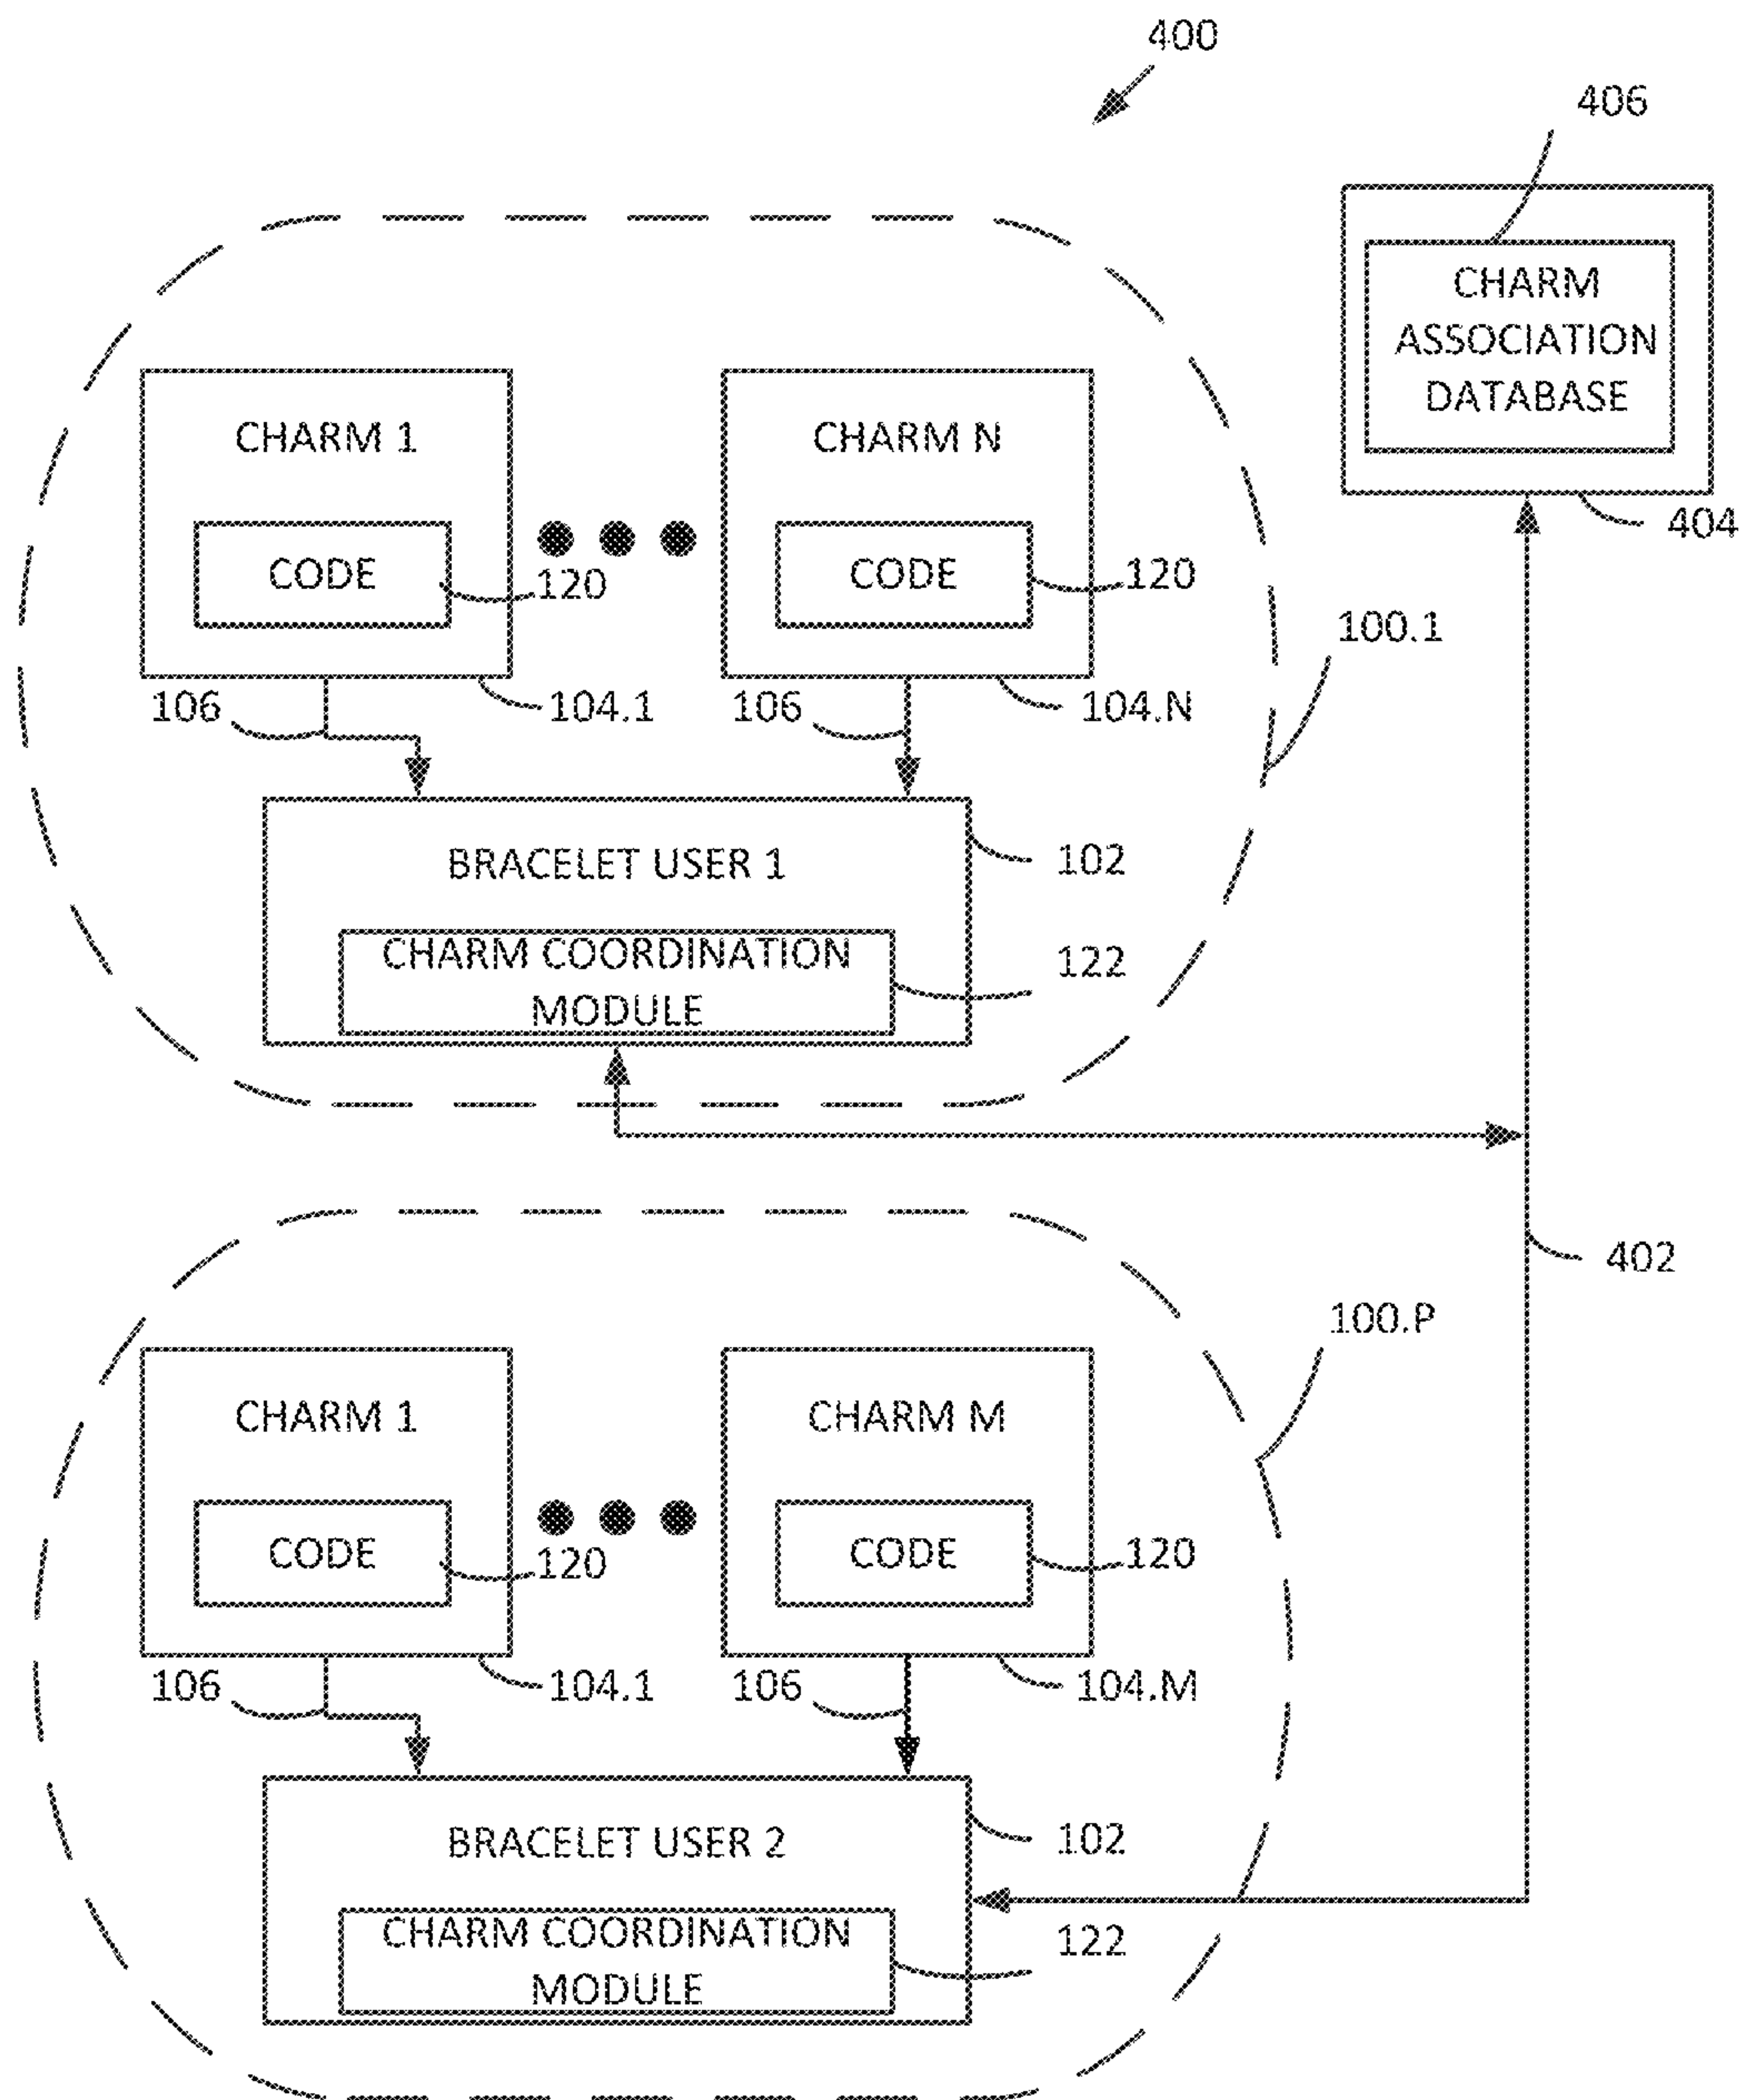 400
406
CHARM
ASSOCIATION
DATABASE
404
CHARM 1
CHARM N
CODE
120
CODE
120
100.1
106
104.1
106
104.N
BRACELET USER 1
102
CHARM COORDINATION
MODULE
122
402
100.P
CHARM 1
CHARM M
CODE
120
CODE
120
106
104.1
106
104.M
BRACELET USER 2
102
CHARM COORDINATION
MODULE
122